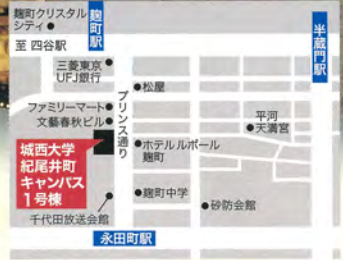 麹町クリスタル
シティ
麹町駅
半蔵門駅
至 四谷駅
三菱東京
UFJ銀行
松屋
プリンス通り
ファミリーマート
文藝春秋ビル
平河
天満宮
城西大学
紀尾井町
キャンパス
1号棟
ホテルルポール
麹町
麹町中学
砂防会館
千代田放送会館
永田町駅